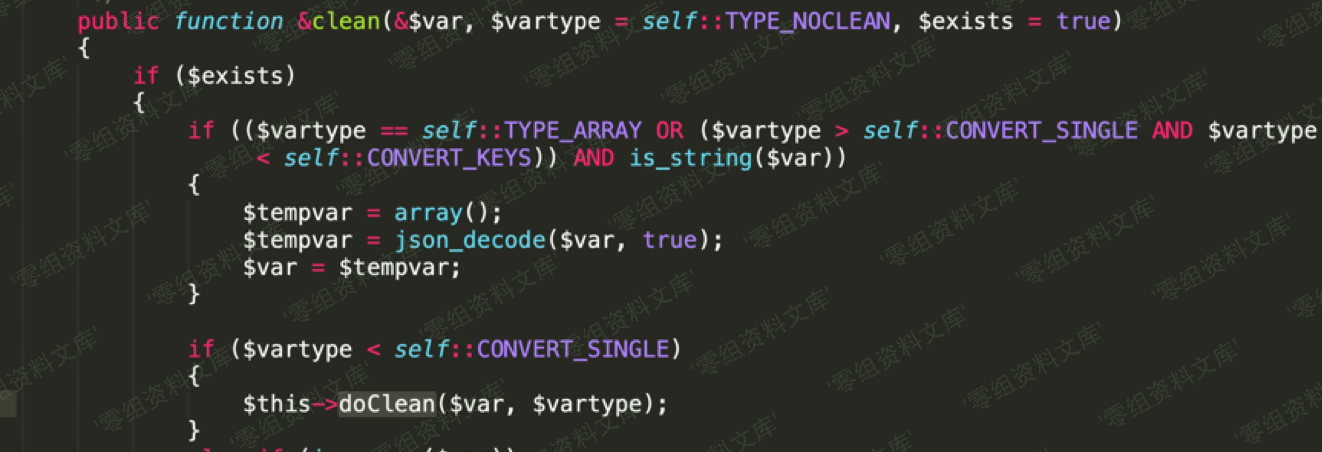 public function &clean(&$var, $vartype = self::TYPE_NOCLEAN, $exists = true)
{
if ($exists)
{
if (($vartype == self::TYPE_ARRAY OR ($vartype > self::CONVERT_SINGLE AND $vartype
< self::CONVERT_KEYS)) AND is_string($var))
{
$tempvar = array();
$tempvar = json_decode($var, true);
$var = $tempvar;
}
if ($vartype < self::CONVERT_SINGLE)
{
$this->doClean($var, $vartype);
}
'零组资料文库'